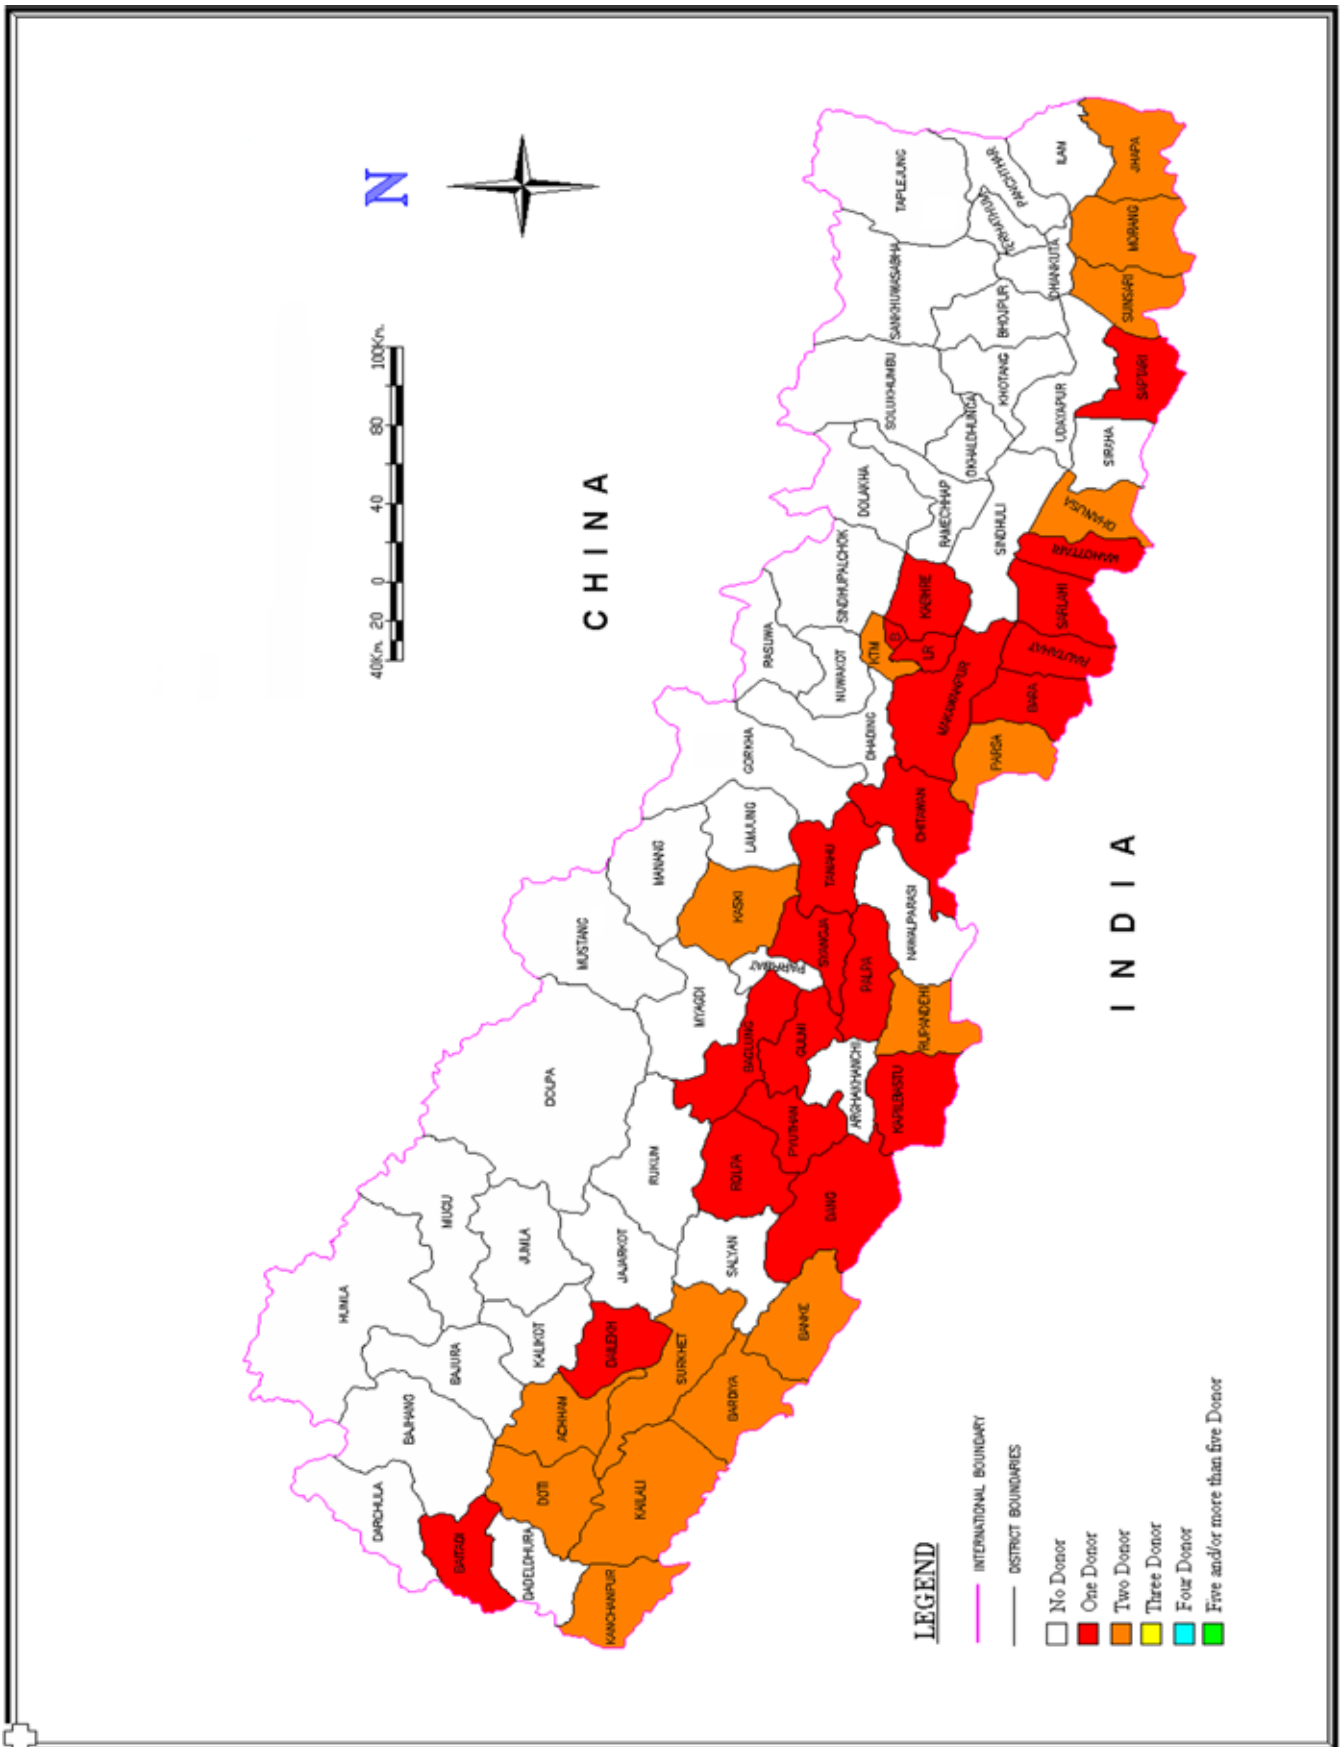 N
40Km. 20 0 40 80 100Km.
CHINA
INDIA
DARCHULA
BAJHANG
HUMLA
BAITADI
DADELDHURA
DOTI
BAJURA
MUGU
KANCHANPUR
KAILALI
ACHHAM
KALIKOT
JUMLA
DOLPA
DAILEKH
JAJARKOT
RUKUM
SURKHET
BARDIYA
BANKE
SALYAN
ROLPA
DANG
PYUTHAN
MUSTANG
MYAGDI
MANANG
BAGLUNG
PARBBAT
KASKI
LAMJUNG
GORKHA
GULMI
SYANGJA
TANAHU
ARGHAKHANCHI
PALPA
KAPILBASTU
RUPANDEHI
NAWALPARASI
CHITAWAN
DHADING
RASUWA
NUWAKOT
SINDHUPALCHOK
KTM
LR
KABHRE
MAKAWANPUR
PARSA
BARA
RAUTAHAT
SARLAHI
MAHOTTARI
DHANUSA
SINDHULI
RAMECHHAP
DOLAKHA
SOLUKHUMBU
OKHALDHUNGA
KHOTANG
UDAYAPUR
SIRAHA
SAPTARI
SANKHUWASABHA
BHOJPUR
DHANKUTA
TERHATHUM
TAPLEJUNG
PANCHTHAR
ILAM
SUNSARI
MORANG
JHAPA
LEGEND
INTERNATIONAL BOUNDARY
DISTRICT BOUNDARIES
No Donor
One Donor
Two Donor
Three Donor
Four Donor
Five and/or more than five Donor